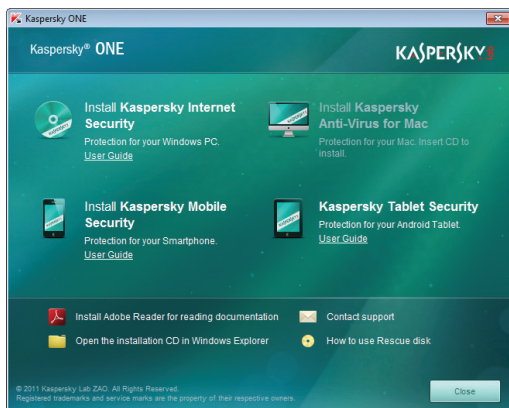 Kaspersky ONE
Kaspersky® ONE
KASPERSKY lab
Install Kaspersky Internet
Security
Protection for your Windows PC.
User Guide
Install Kaspersky
Anti-Virus for Mac
Protection for your Mac. Insert CD to
install.
Install Kaspersky Mobile
Security
Protection for your Smartphone.
User Guide
Kaspersky Tablet Security
Protection for your Android Tablet.
User Guide
Install Adobe Reader for reading documentation
Contact support
Open the installation CD in Windows Explorer
How to use Rescue disk
© 2011 Kaspersky Lab ZAO. All Rights Reserved.
Registered trademarks and service marks are the property of their respective owners.
Close